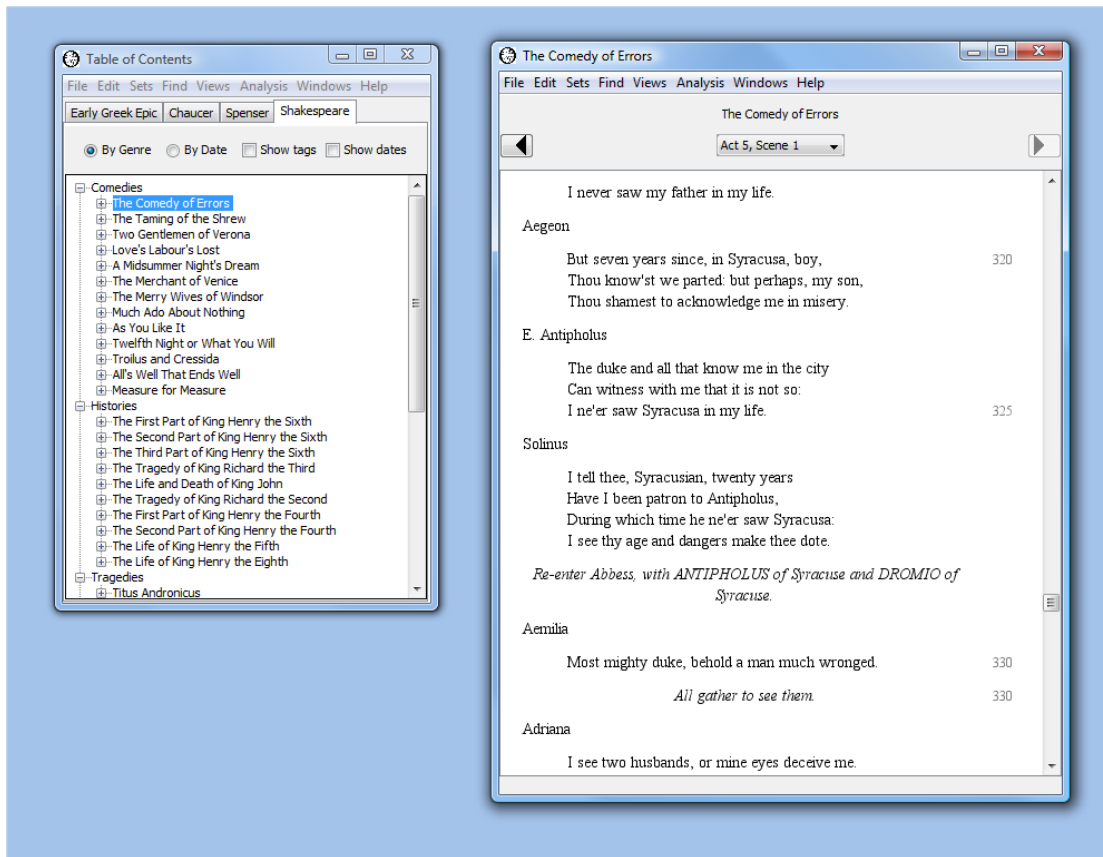 Table of Contents
File Edit Sets Find Views Analysis Windows Help
Early Greek Epic Chaucer Spenser Shakespeare
By Genre By Date Show tags Show dates
Comedies
The Comedy of Errors
The Taming of the Shrew
Two Gentlemen of Verona
Love's Labour's Lost
A Midsummer Night's Dream
The Merchant of Venice
The Merry Wives of Windsor
Much Ado About Nothing
As You Like It
Twelfth Night or What You Will
Troilus and Cressida
All's Well That Ends Well
Measure for Measure
Histories
The First Part of King Henry the Sixth
The Second Part of King Henry the Sixth
The Third Part of King Henry the Sixth
The Tragedy of King Richard the Third
The Life and Death of King John
The Tragedy of King Richard the Second
The First Part of King Henry the Fourth
The Second Part of King Henry the Fourth
The Life of King Henry the Fifth
The Life of King Henry the Eighth
Tragedies
Titus Andronicus
The Comedy of Errors
File Edit Sets Find Views Analysis Windows Help
The Comedy of Errors
Act 5, Scene 1
I never saw my father in my life.
Aegeon
But seven years since, in Syracusa, boy, 320
Thou know'st we parted: but perhaps, my son,
Thou shamest to acknowledge me in misery.
E. Antipholus
The duke and all that know me in the city
Can witness with me that it is not so:
I ne'er saw Syracusa in my life. 325
Solinus
I tell thee, Syracusian, twenty years
Have I been patron to Antipholus,
During which time he ne'er saw Syracusa:
I see thy age and dangers make thee dote.
Re-enter Abbess, with ANTIPHOLUS of Syracuse and DROMIO of
Syracuse.
Aemilia
Most mighty duke, behold a man much wronged. 330
All gather to see them. 330
Adriana
I see two husbands, or mine eyes deceive me.